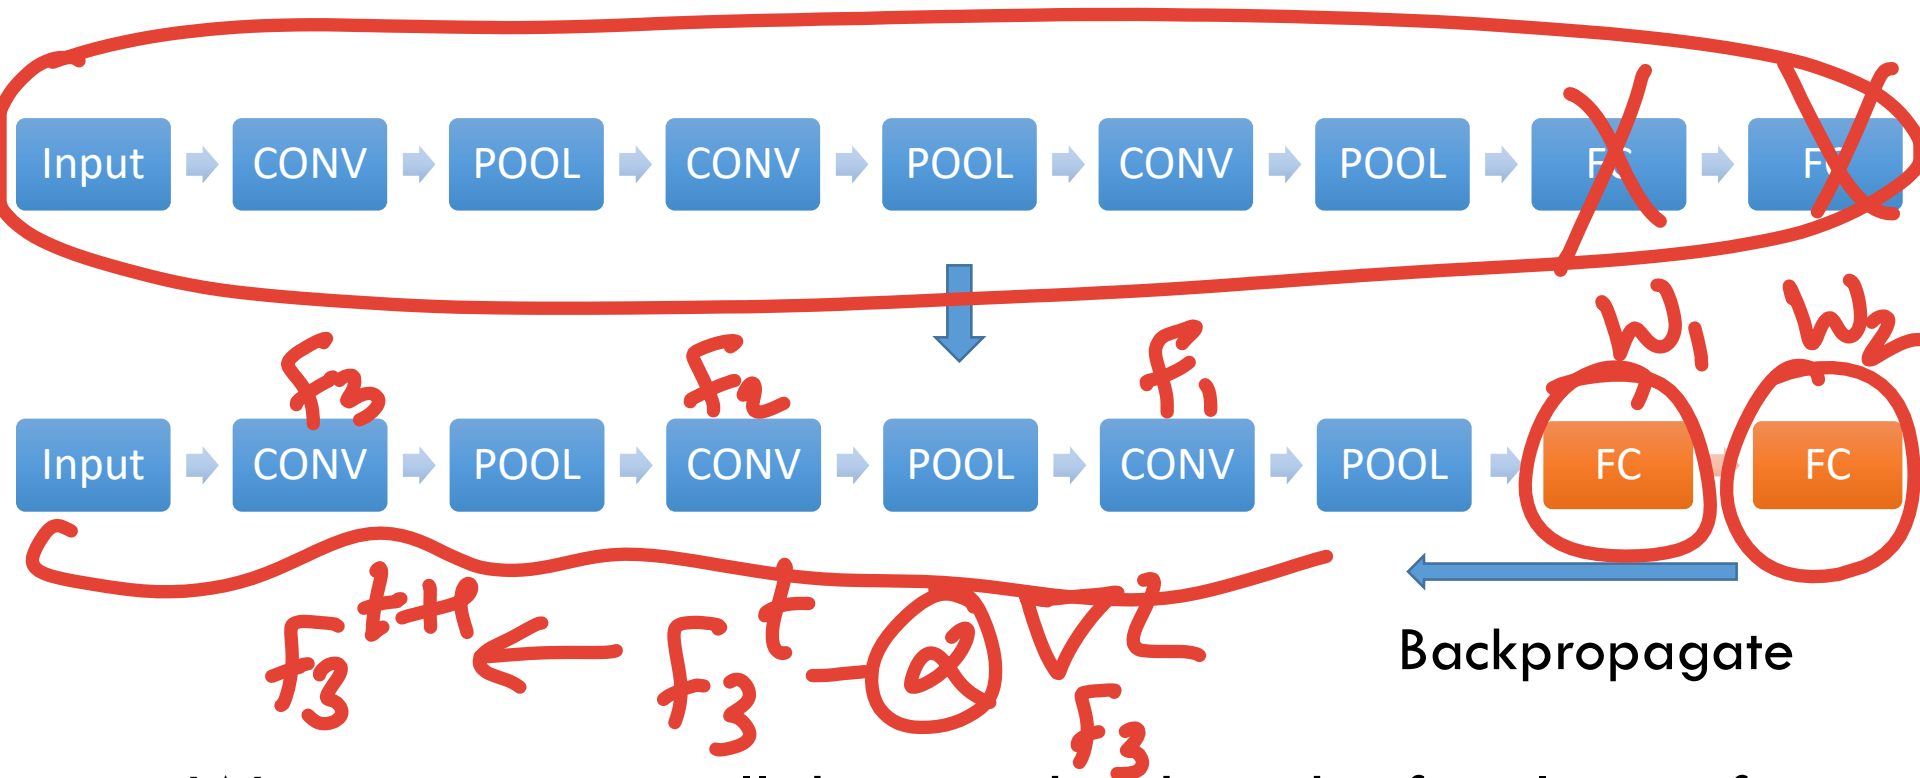 Input CONV POOL CONV POOL CONV POOL FC FC
W1 W2
F3 F2 F1
Input CONV POOL CONV POOL CONV POOL FC FC
F3^{t+1} ← F3^t - α ∇_{F3} L
Backpropagate